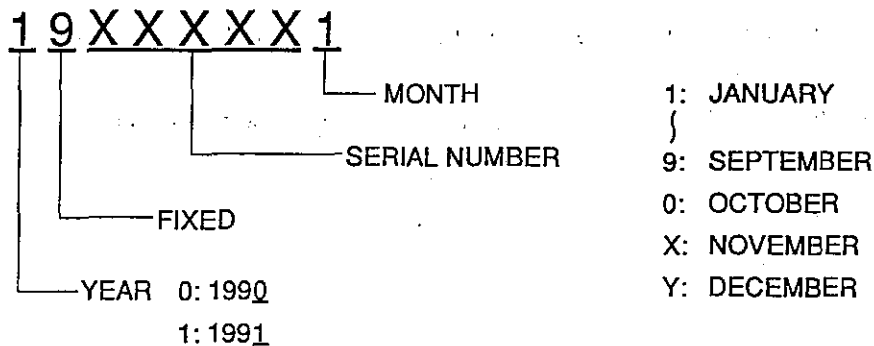 19XXXXX1
MONTH
SERIAL NUMBER
FIXED
YEAR 0: 1990
1: 1991
1: JANUARY
9: SEPTEMBER
0: OCTOBER
X: NOVEMBER
Y: DECEMBER